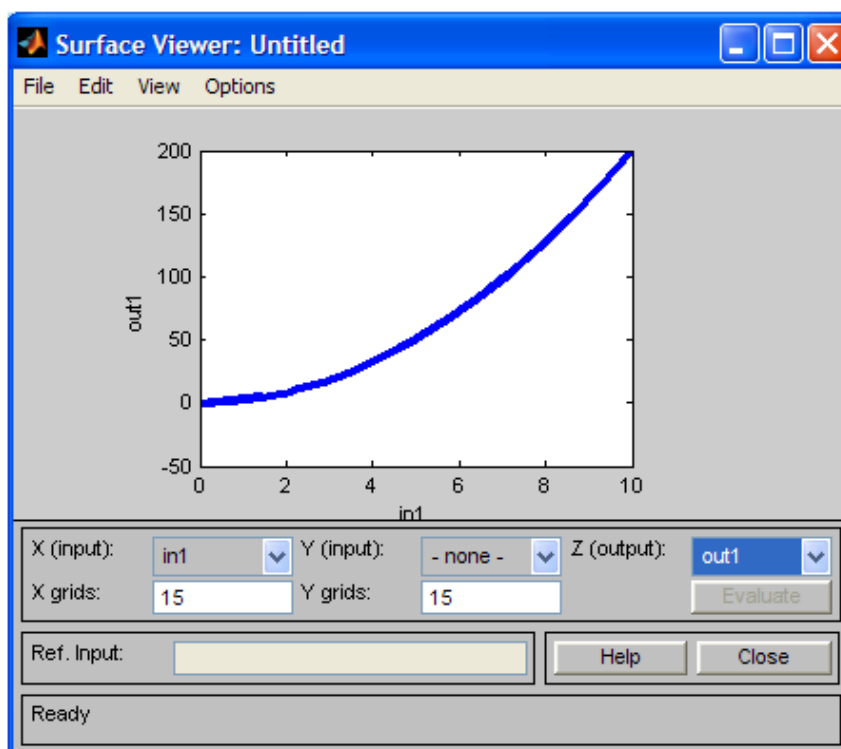 Surface Viewer: Untitled
File Edit View Options
200
150
100
50
0
-50
out1
0 2 4 6 8 10
in1
X (input): in1 Y (input): - none - Z (output): out1
X grids: 15 Y grids: 15 Evaluate
Ref. Input: Help Close
Ready